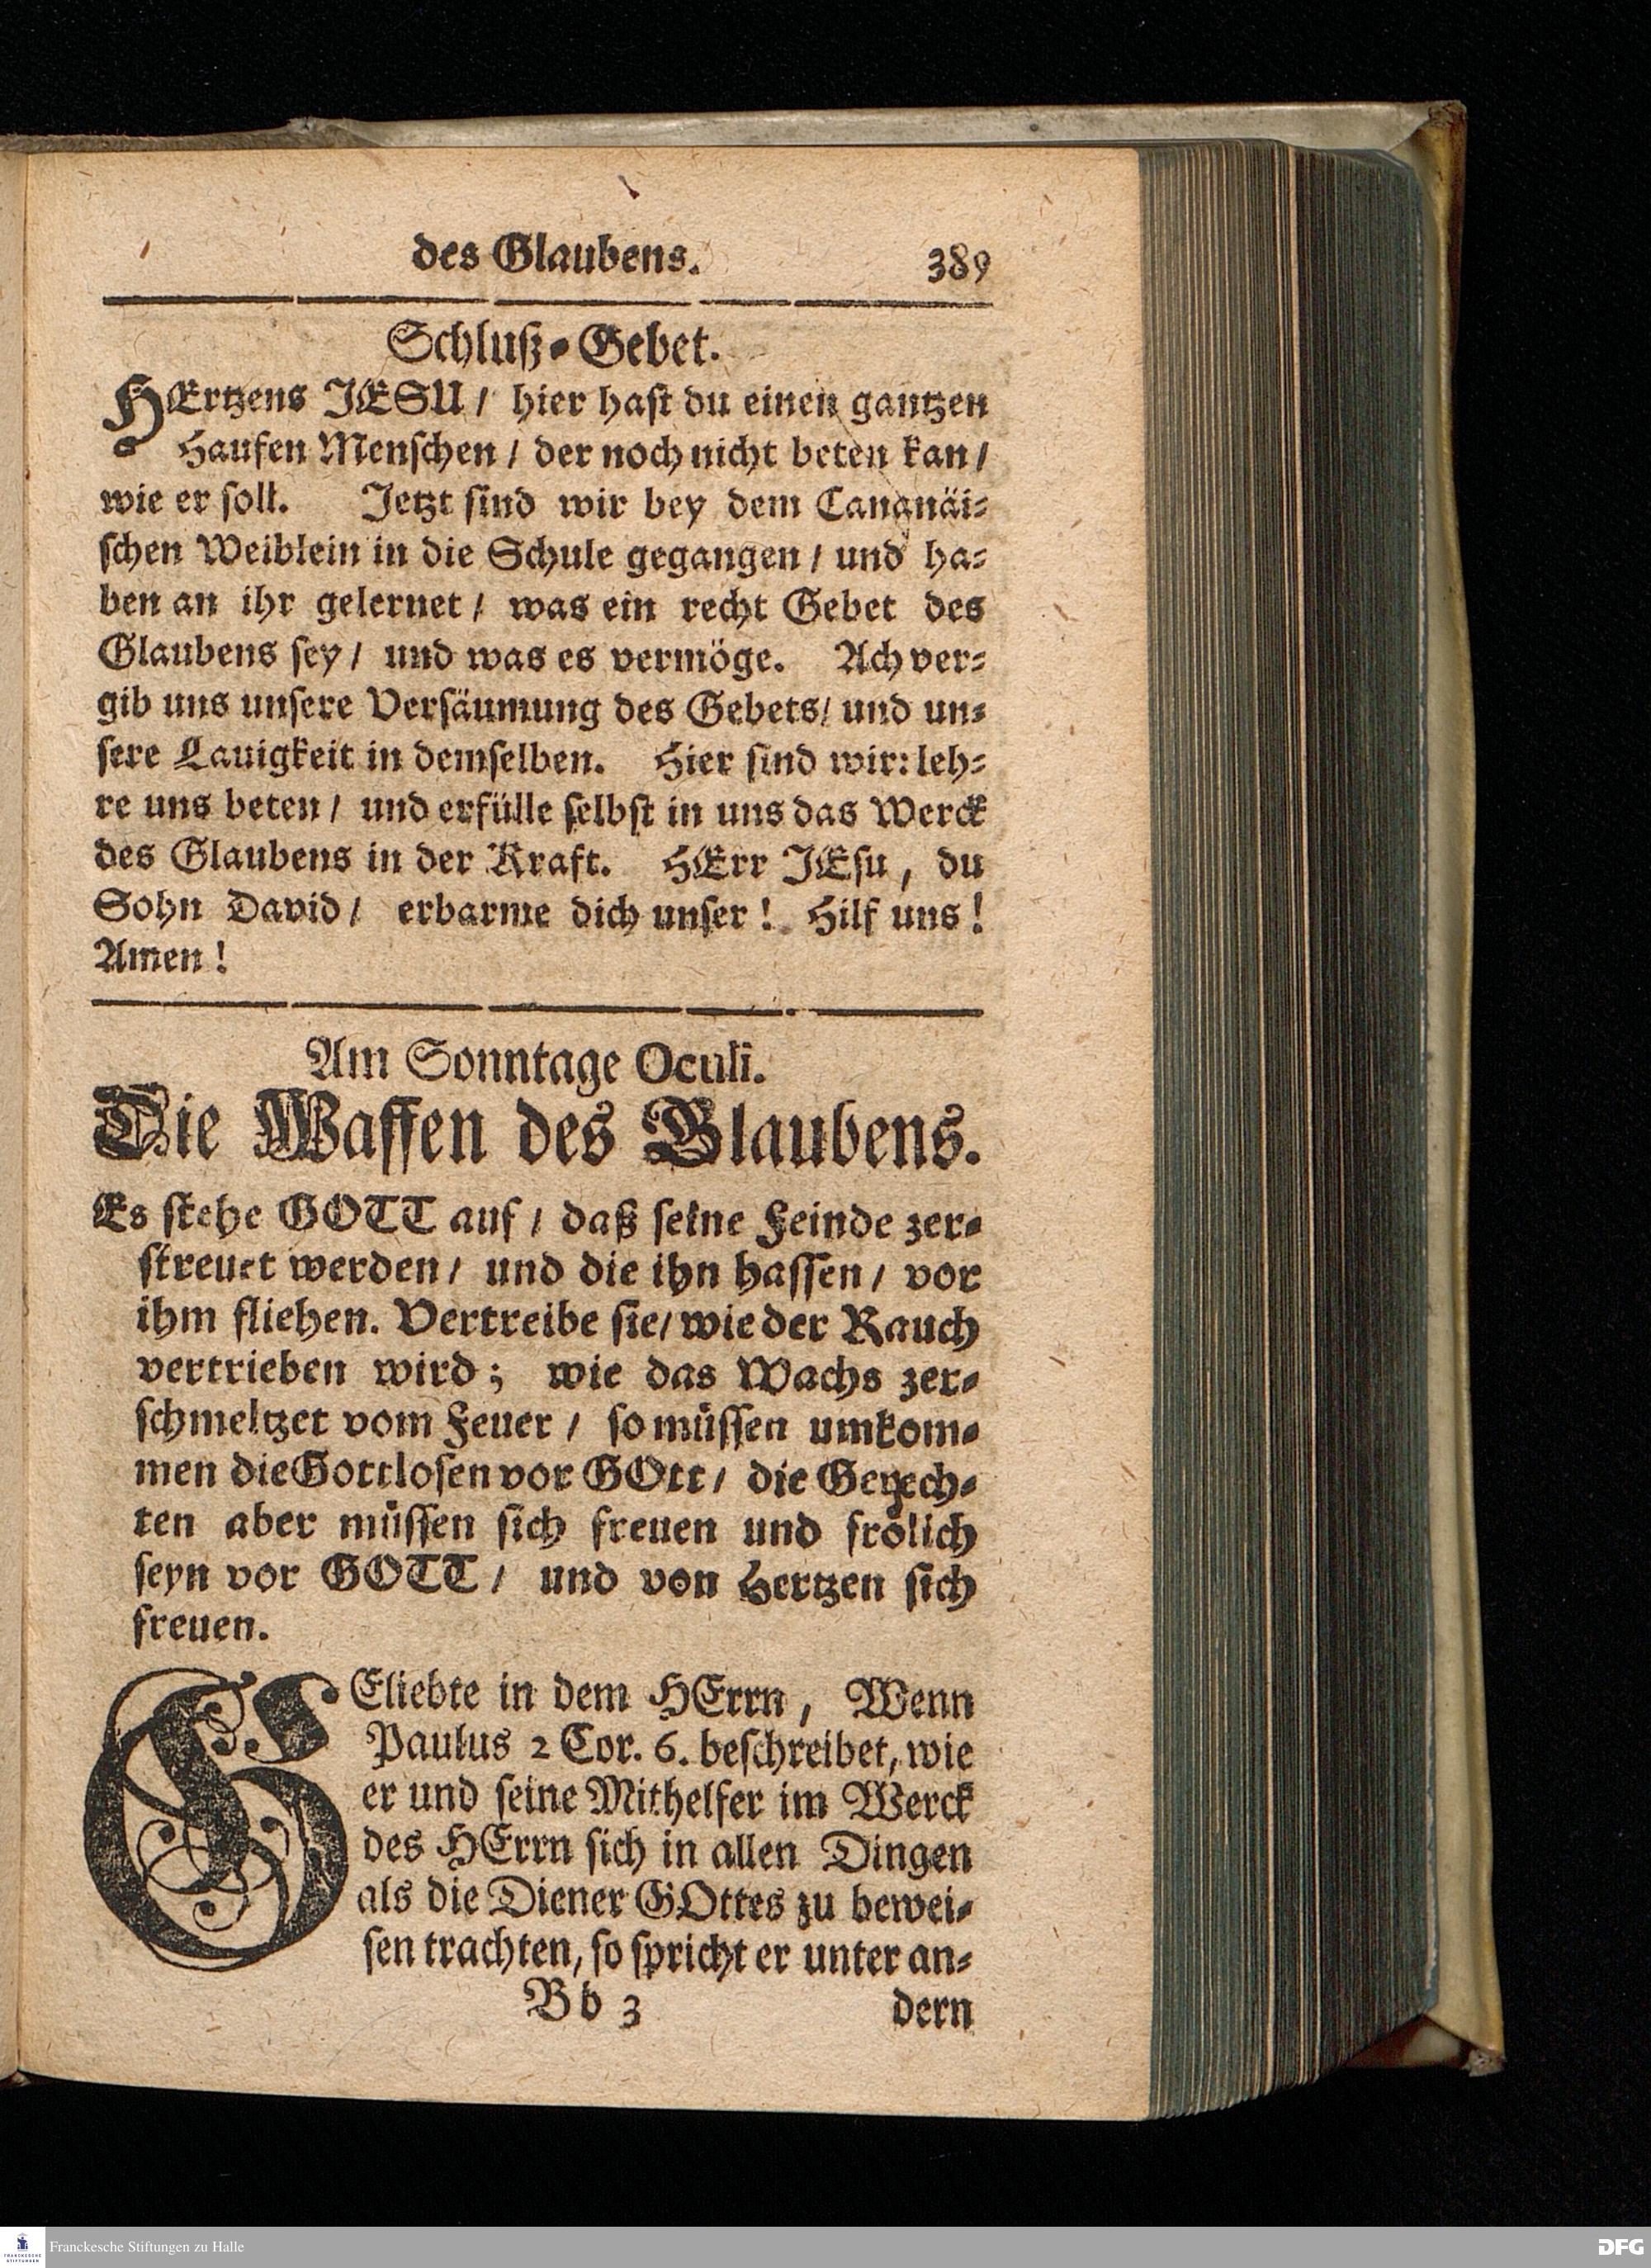 des Glaubens. 389
Schluß-Gebet.
HErtzens JESU / hier hast du einen gantzen
Haufen Menschen / der noch nicht beten kan /
wie er soll. Jetzt sind wir bey dem Cananäi-
schen Weiblein in die Schule gegangen / und ha-
ben an ihr gelernet / was ein recht Gebet des
Glaubens sey / und was es vermöge. Ach ver-
gib uns unsere Versäumung des Gebets / und un-
sere Lauigkeit in demselben. Hier sind wir: leh-
re uns beten / und erfülle selbst in uns das Werck
des Glaubens in der Kraft. HErr JEsu, du
Sohn David / erbarme dich unser! Hilf uns!
Amen!
Am Sonntage Oculi.
Die Waffen des Glaubens.
Es stehe GOTT auf / daß seine Feinde zer-
streuet werden / und die ihn hassen / vor
ihm fliehen. Vertreibe sie / wie der Rauch
vertrieben wird; wie das Wachs zer-
schmeltzet vom Feuer / so müssen umkom-
men die Gottlosen vor GOtt / die Gerech-
ten aber müssen sich freuen und frölich
seyn vor GOTT / und von Hertzen sich
freuen.
GEliebte in dem HErrn, Wenn
Paulus 2 Cor. 6. beschreibet, wie
er und seine Mithelfer im Werck
des HErrn sich in allen Dingen
als die Diener GOttes zu bewei-
sen trachten, so spricht er unter an-
Bb 3 dern
FRANCKESCHE STIFTUNGEN
Franckesche Stiftungen zu Halle
DFG